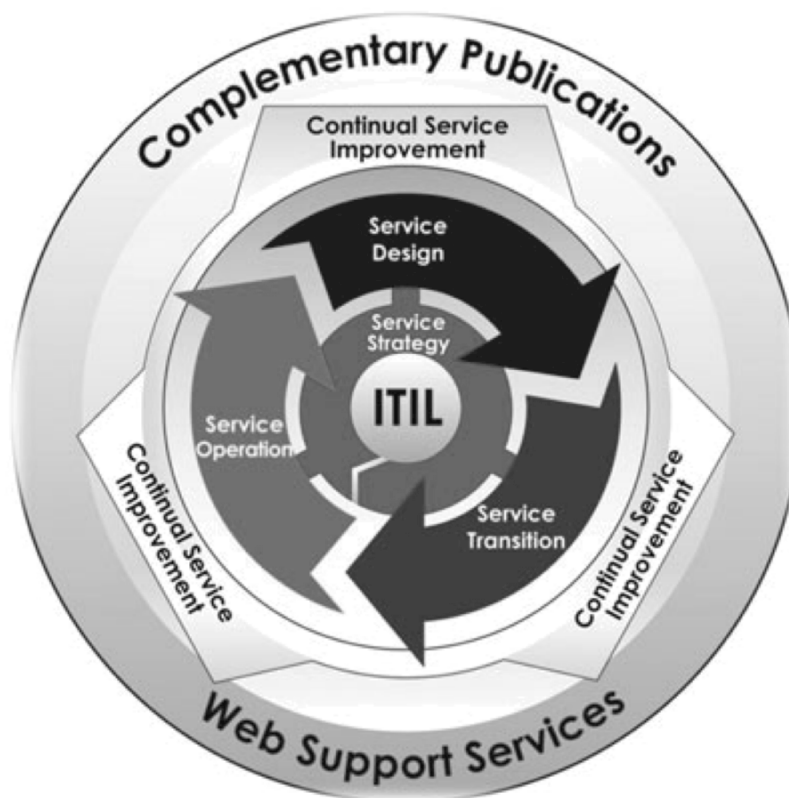 Complementary Publications
Continual Service
Improvement
Service
Design
Service
Strategy
ITIL
Service
Operation
Service
Transition
Continual Service
Improvement
Continual Service
Improvement
Web Support Services